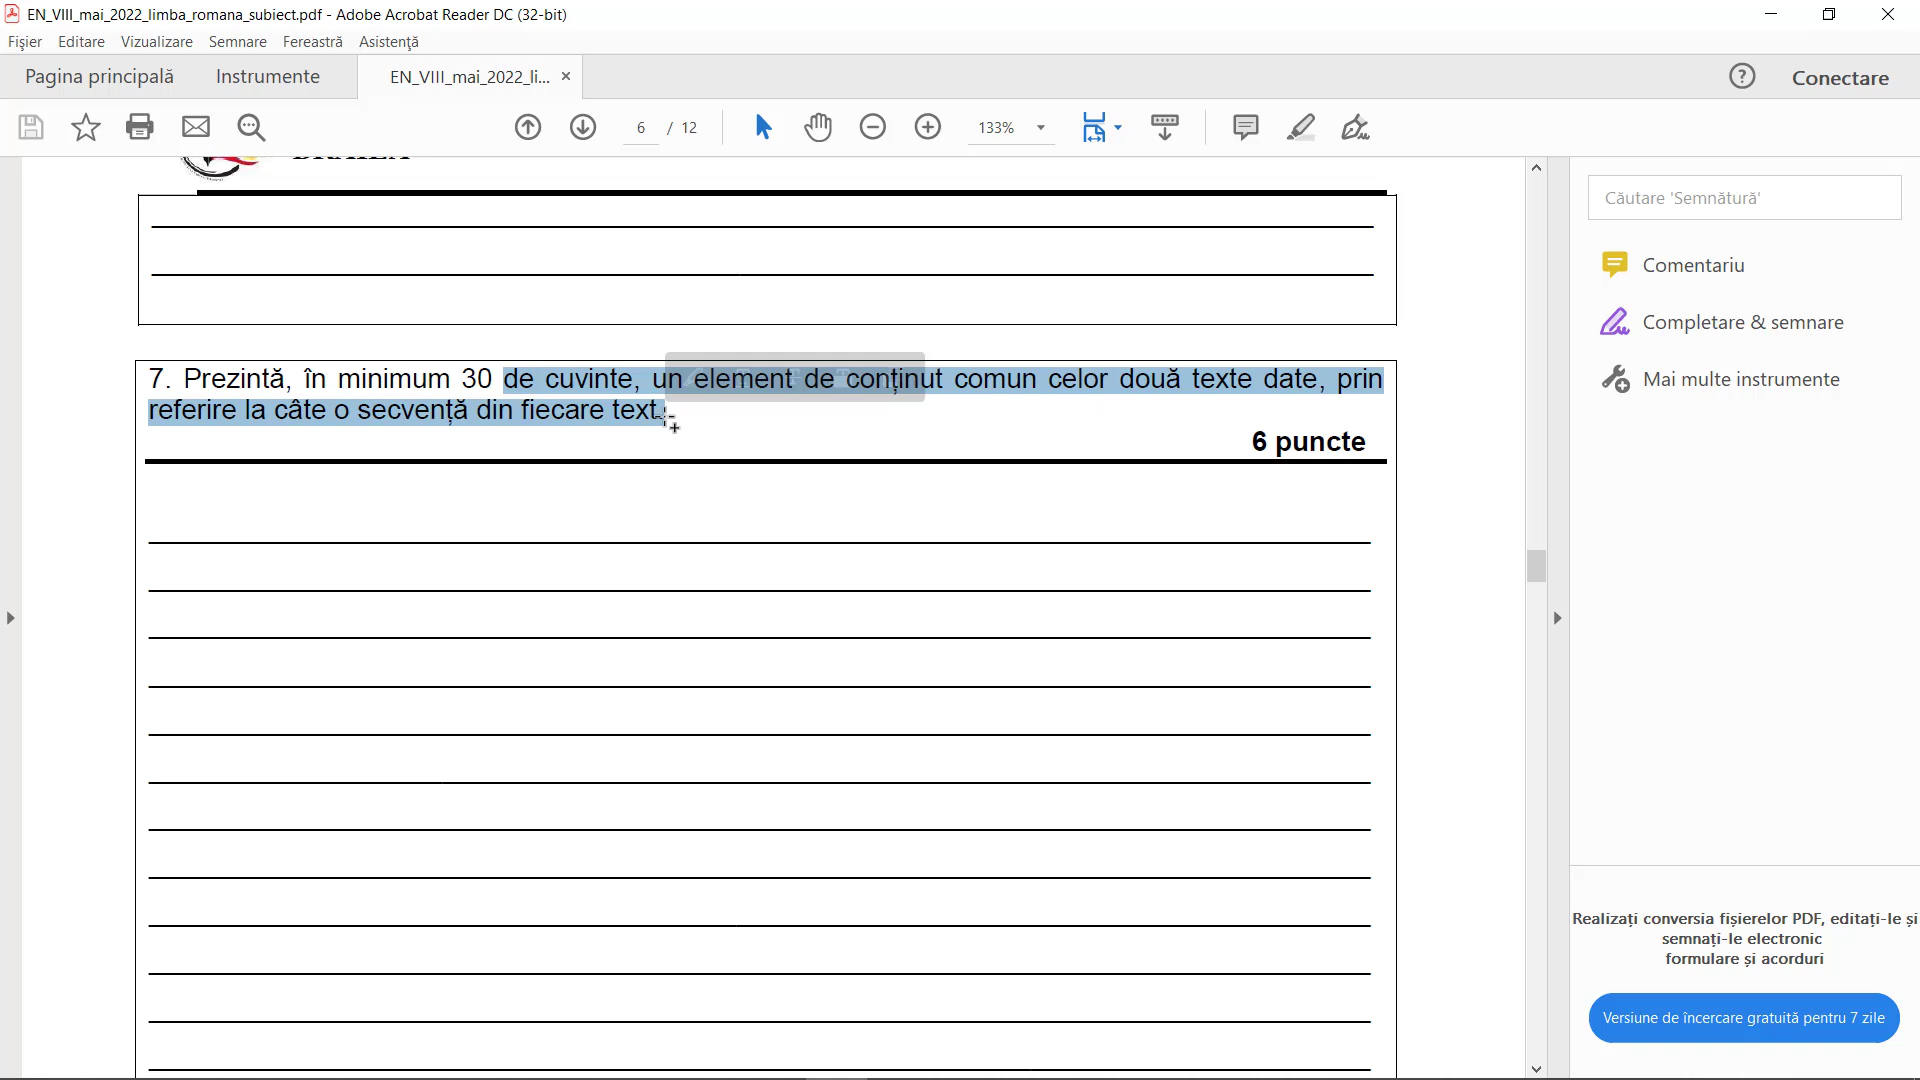 EN_VIII_mai_2022_limba_romana_subiect.pdf - Adobe Acrobat Reader DC (32-bit)
Fișier Editare Vizualizare Semnare Fereastră Asistență
Pagina principală Instrumente EN_VIII_mai_2022_li... × Conectare
6 / 12 133%
Căutare 'Semnătură'
Comentariu
Completare & semnare
Mai multe instrumente
7. Prezintă, în minimum 30 de cuvinte, un element de conținut comun celor două texte date, prin
referire la câte o secvență din fiecare text.
6 puncte
Realizați conversia fișierelor PDF, editați-le și
semnați-le electronic
formulare și acorduri
Versiune de încercare gratuită pentru 7 zile